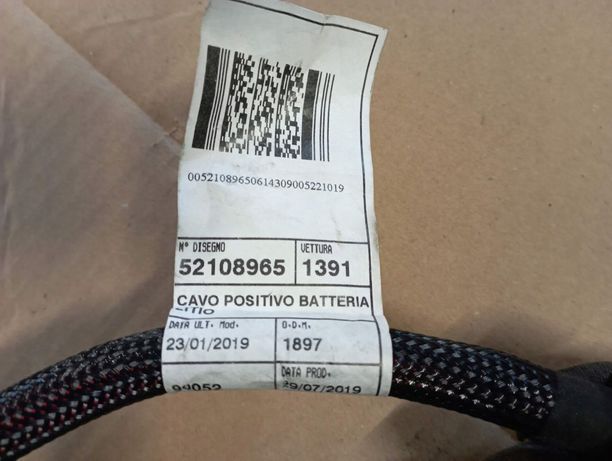 00521089650614309005221019
N° DISEGNO VETTURA
52108965 1391
CAVO POSITIVO BATTERIA
DATA ULT. Mod. O.D.M.
23/01/2019 1897
DATA PROD.
99052 29/07/2019